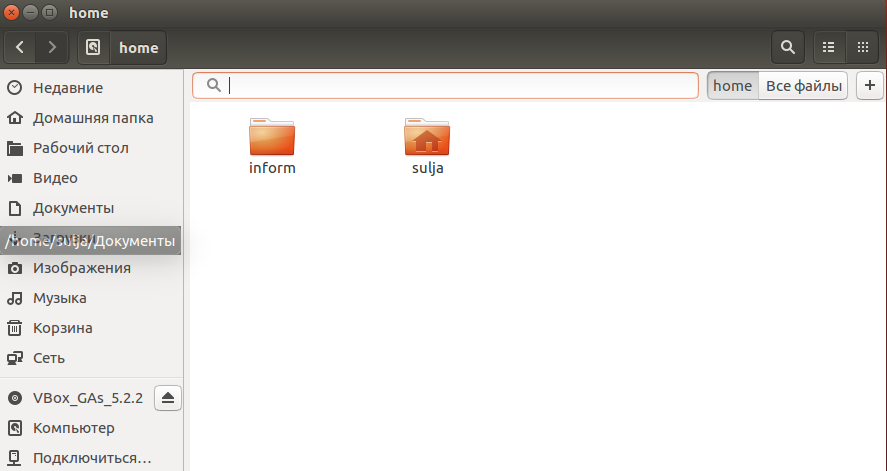 home
home
home
Все файлы
Недавние
Домашняя папка
Рабочий стол
Видео
Документы
Загрузки
/home/sulja/Документы
Изображения
Музыка
Корзина
Сеть
VBox_GAs_5.2.2
Компьютер
Подключиться...
inform
sulja